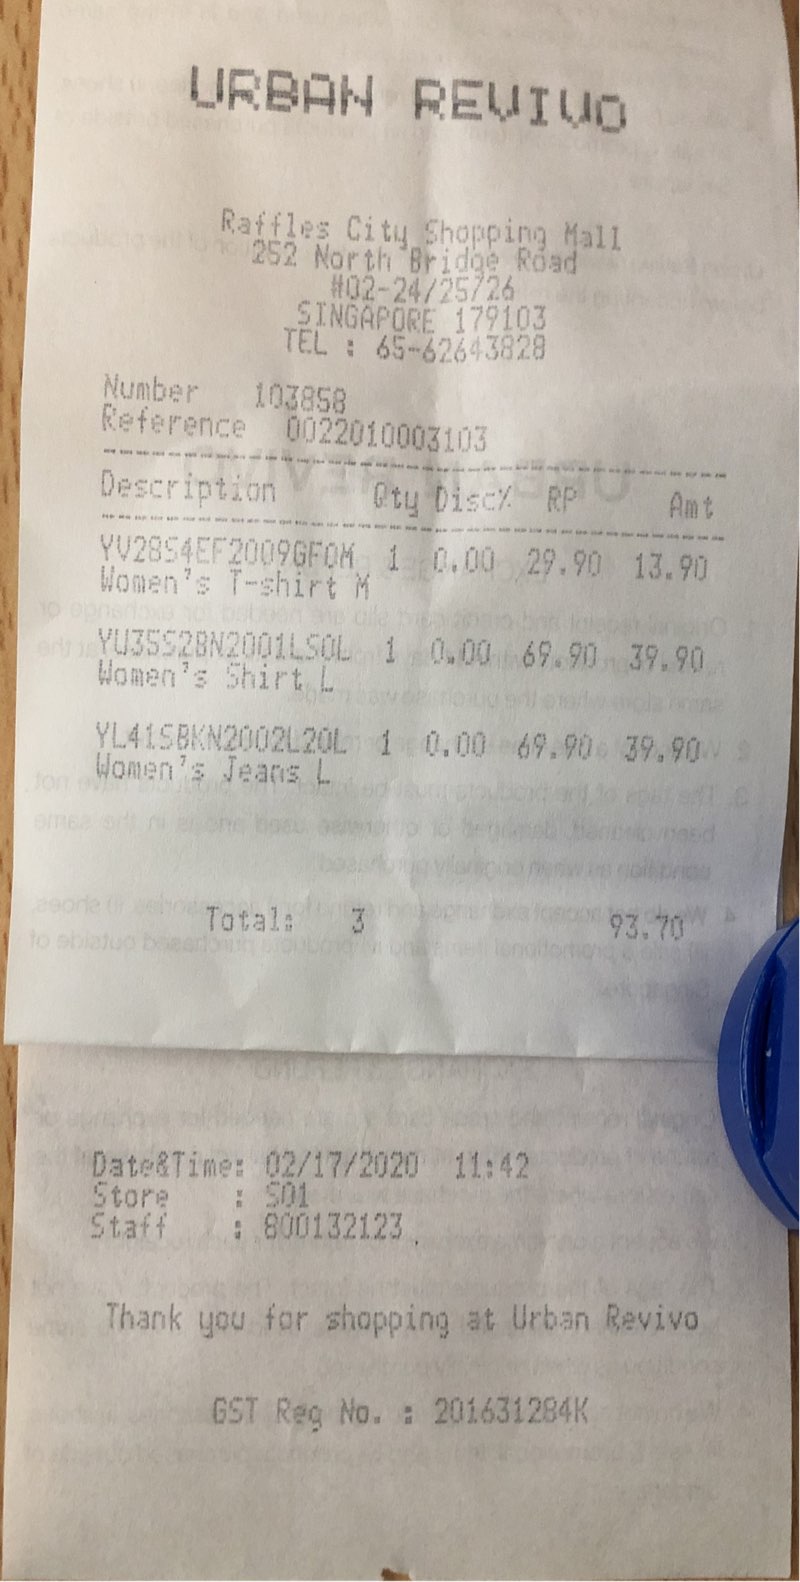 URBAN REVIVO
Raffles City Shopping Mall
252 North Bridge Road
#02-24/25/26
SINGAPORE 179103
TEL : 65-62643828
Number 103858
Reference 0022010003103
Description Qty Disc% RP Amt
YV28S4EF2009GFOM 1 0.00 29.90 13.90
Women's T-shirt M
YU35S2BN2001LSOL 1 0.00 69.90 39.90
Women's Shirt L
YL41SBKN2002L2OL 1 0.00 69.90 39.90
Women's Jeans L
Total: 3 93.70
Date&Time: 02/17/2020 11:42
Store : S01
Staff : 800132123
Thank you for shopping at Urban Revivo
GST Reg No. : 201631284K